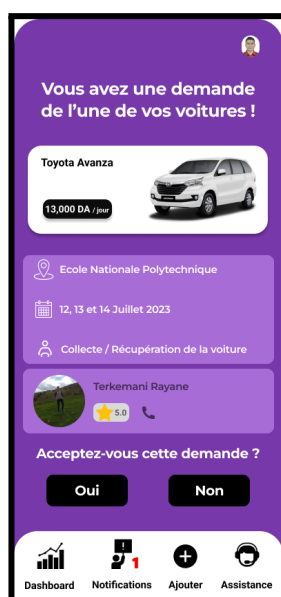 Vous avez une demande
de l'une de vos voitures !
Toyota Avanza
13,000 DA / jour
Ecole Nationale Polytechnique
12, 13 et 14 Juillet 2023
Collecte / Récupération de la voiture
Terkemani Rayane
5.0
Acceptez-vous cette demande ?
Oui
Non
! 1
Dashboard Notifications Ajouter Assistance